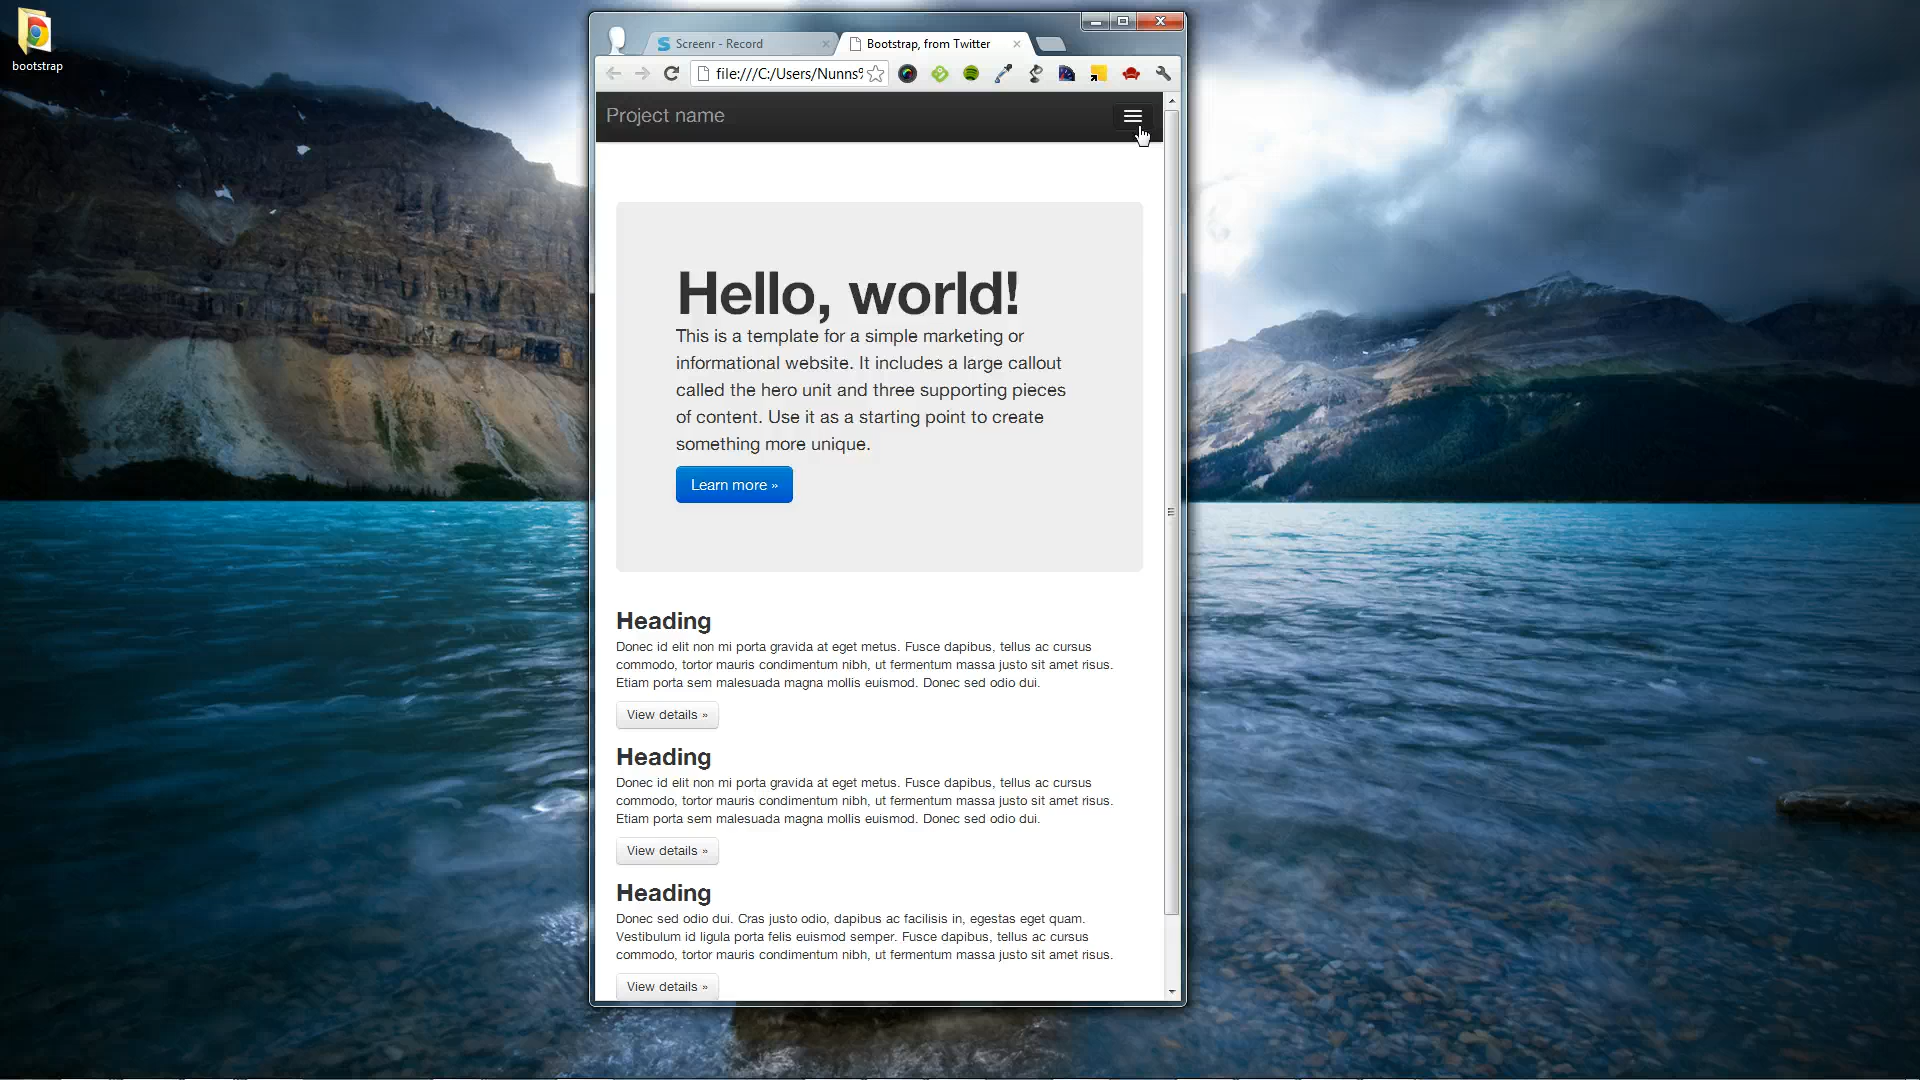 bootstrap
Screenr - Record
Bootstrap, from Twitter
file:///C:/Users/Nunns%
Project name
Hello, world!
This is a template for a simple marketing or
informational website. It includes a large callout
called the hero unit and three supporting pieces
of content. Use it as a starting point to create
something more unique.
Learn more »
Heading
Donec id elit non mi porta gravida at eget metus. Fusce dapibus, tellus ac cursus
commodo, tortor mauris condimentum nibh, ut fermentum massa justo sit amet risus.
Etiam porta sem malesuada magna mollis euismod. Donec sed odio dui.
View details »
Heading
Donec id elit non mi porta gravida at eget metus. Fusce dapibus, tellus ac cursus
commodo, tortor mauris condimentum nibh, ut fermentum massa justo sit amet risus.
Etiam porta sem malesuada magna mollis euismod. Donec sed odio dui.
View details »
Heading
Donec sed odio dui. Cras justo odio, dapibus ac facilisis in, egestas eget quam.
Vestibulum id ligula porta felis euismod semper. Fusce dapibus, tellus ac cursus
commodo, tortor mauris condimentum nibh, ut fermentum massa justo sit amet risus.
View details »